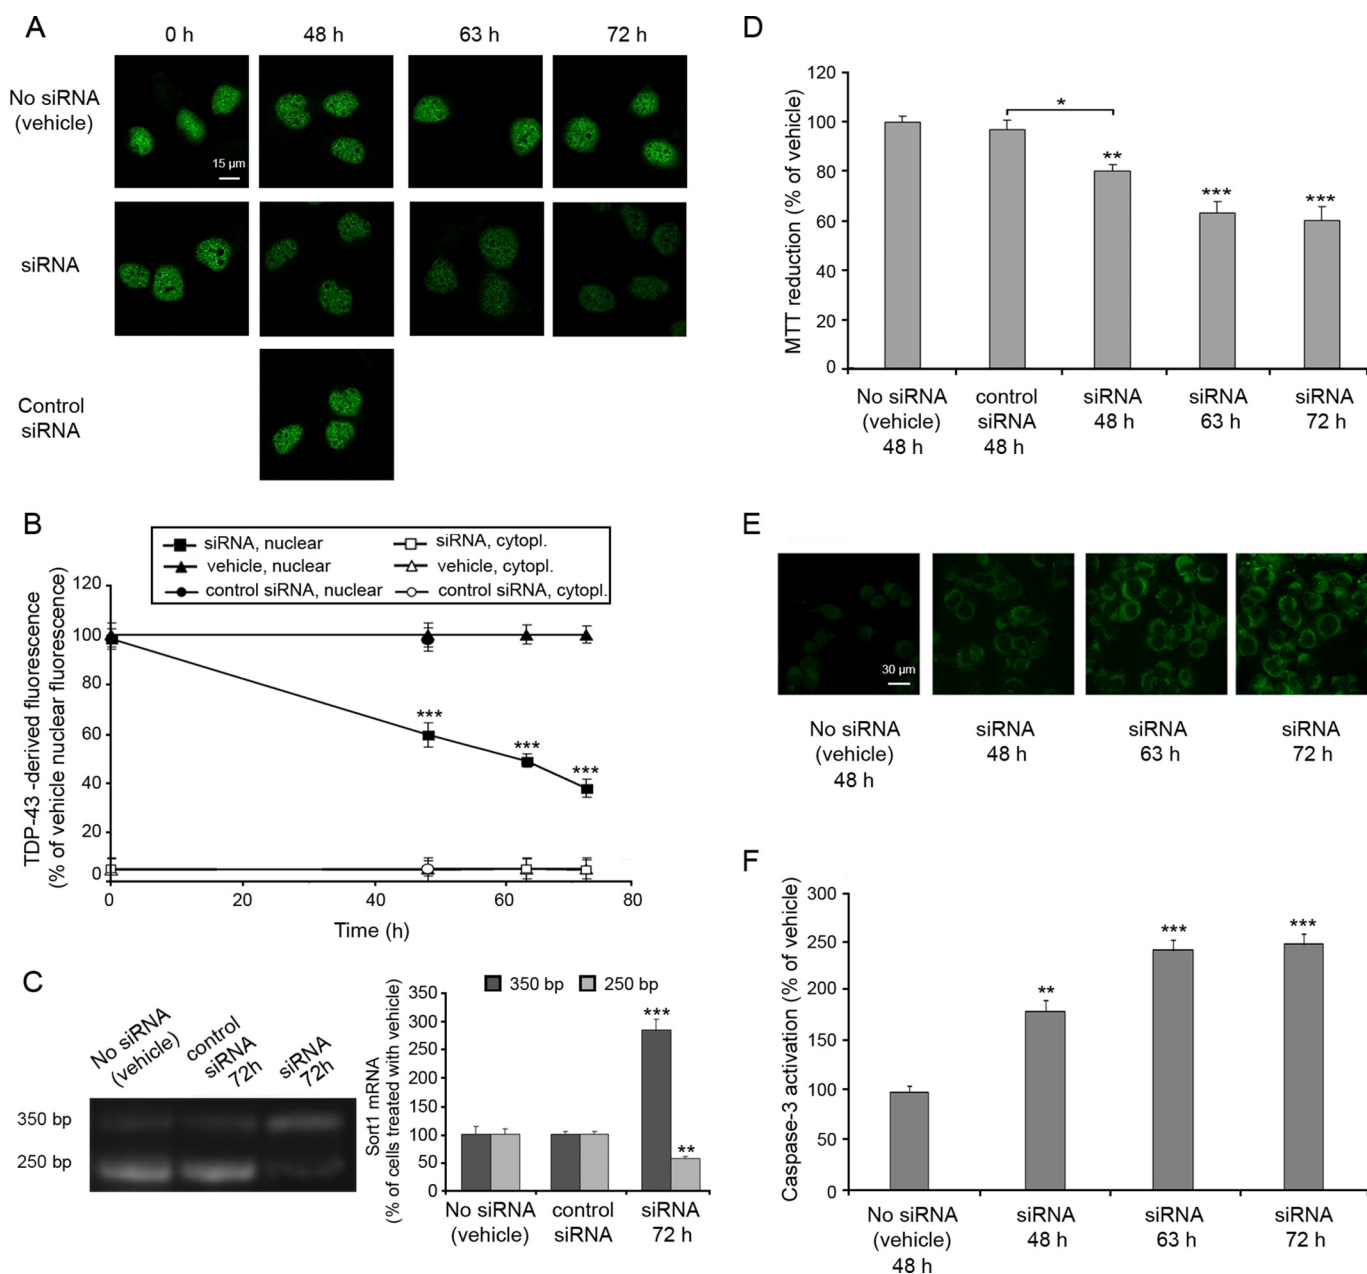 A
0 h
48 h
63 h
72 h
No siRNA
(vehicle)
15 µm
siRNA
Control
siRNA
B
siRNA, nuclear
siRNA, cytopl.
vehicle, nuclear
vehicle, cytopl.
control siRNA, nuclear
control siRNA, cytopl.
TDP-43 -derived fluorescence
(% of vehicle nuclear fluorescence)
120
100
80
60
40
20
0
***
***
***
0
20
40
60
80
Time (h)
C
No siRNA
(vehicle)
control
siRNA
72h
siRNA
72h
350 bp
250 bp
350 bp
250 bp
Sort1 mRNA
(% of cells treated with vehicle)
350
300
250
200
150
100
50
0
***
**
No siRNA
(vehicle)
control
siRNA
siRNA
72 h
D
MTT reduction (% of vehicle)
120
100
80
60
40
20
0
*
**
***
***
No siRNA
(vehicle)
48 h
control
siRNA
48 h
siRNA
48 h
siRNA
63 h
siRNA
72 h
E
30 µm
No siRNA
(vehicle)
48 h
siRNA
48 h
siRNA
63 h
siRNA
72 h
F
Caspase-3 activation (% of vehicle)
300
250
200
150
100
50
0
**
***
***
No siRNA
(vehicle)
48 h
siRNA
48 h
siRNA
63 h
siRNA
72 h